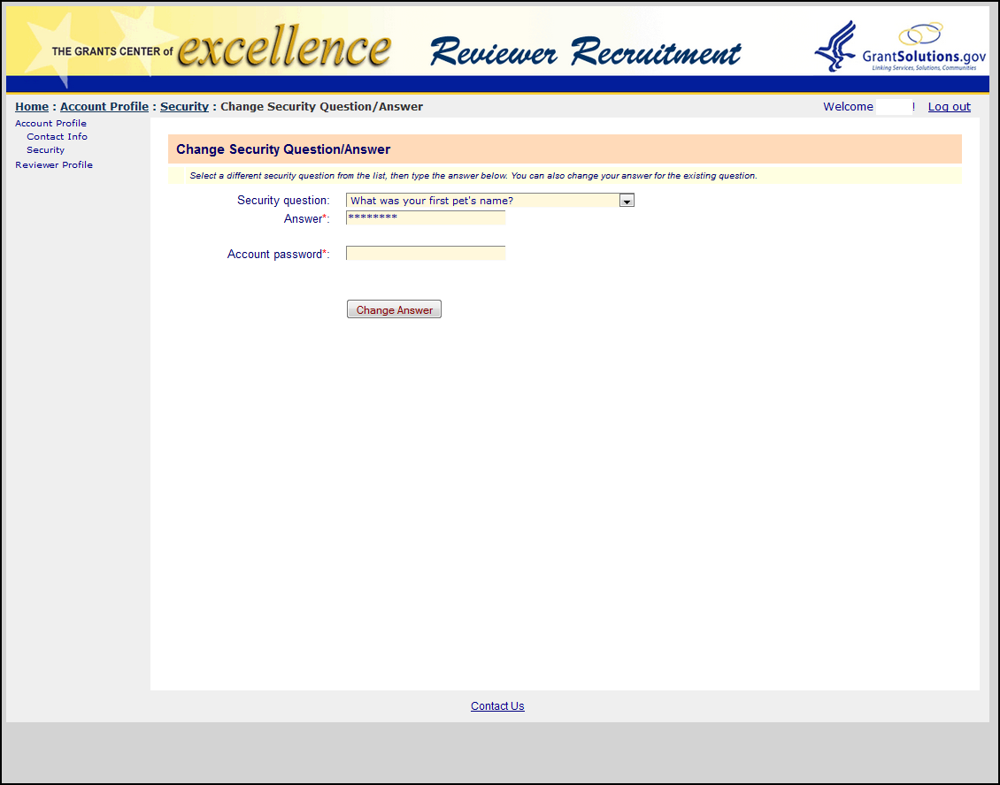 THE GRANTS CENTER of excellence Reviewer Recruitment
GrantSolutions.gov
Linking Services, Solutions, Communities
Home : Account Profile : Security : Change Security Question/Answer Welcome ! Log out
Account Profile
Contact Info
Security
Reviewer Profile
Change Security Question/Answer
Select a different security question from the list, then type the answer below. You can also change your answer for the existing question.
Security question: What was your first pet's name?
Answer*: ********
Account password*:
Change Answer
Contact Us